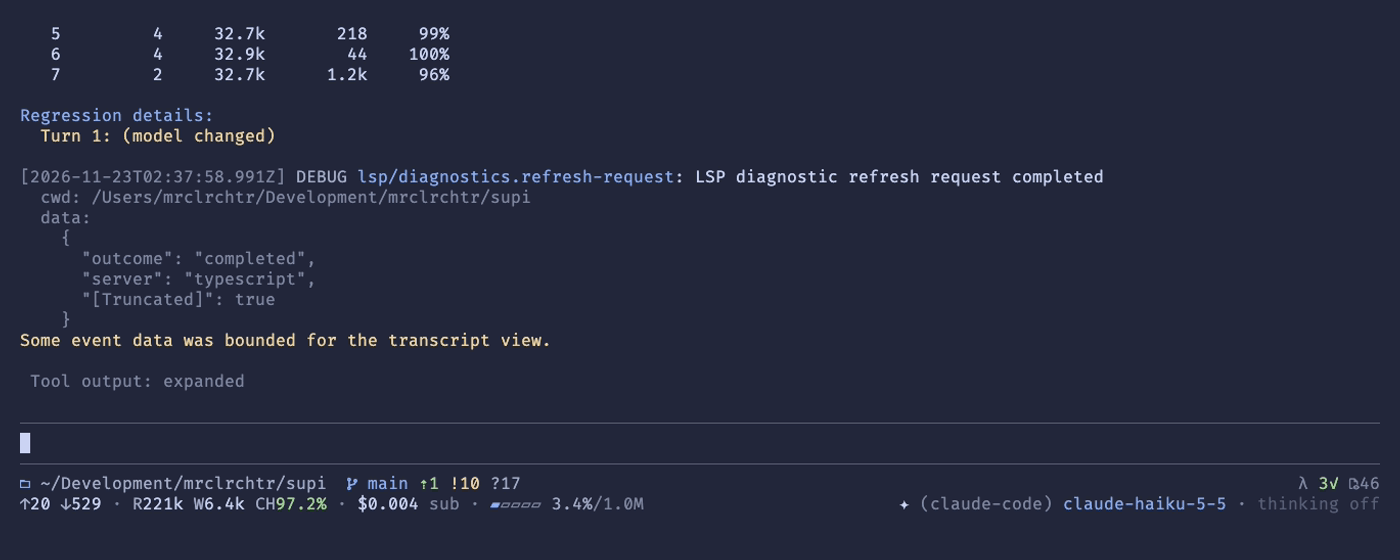 5 4 32.7k 218 99%
6 4 32.9k 44 100%
7 2 32.7k 1.2k 96%
Regression details:
Turn 1: (model changed)
[2026-11-23T02:37:58.991Z] DEBUG lsp/diagnostics.refresh-request: LSP diagnostic refresh request completed
cwd: /Users/mrclrchtr/Development/mrclrchtr/supi
data:
{
"outcome": "completed",
"server": "typescript",
"[Truncated]": true
}
Some event data was bounded for the transcript view.
Tool output: expanded
~/Development/mrclrchtr/supi main ↑1 !10 ?17 λ 3√ 46
↑20 ↓529 · R221k W6.4k CH97.2% · $0.004 sub · ▰▱▱▱▱ 3.4%/1.0M ✦ (claude-code) claude-haiku-5-5 · thinking off